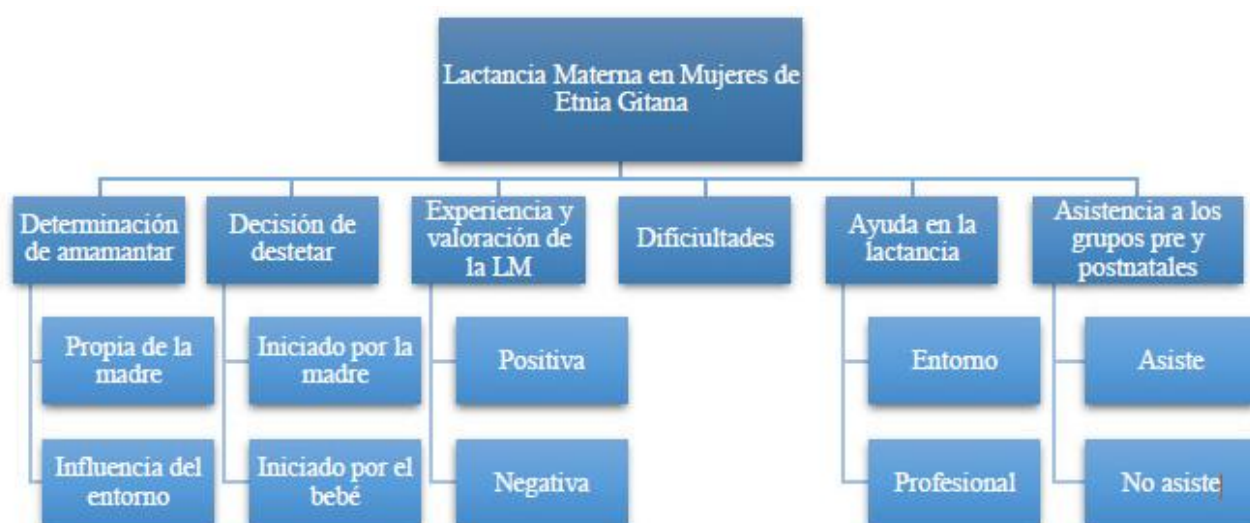 Lactancia Materna en Mujeres de
Etnia Gitana
Determinación
de amamantar
Decisión de
destetar
Experiencia y
valoración de
la LM
Dificiultades
Ayuda en la
lactancia
Asistencia a los
grupos pre y
postnatales
Propia de la
madre
Iniciado por la
madre
Positiva
Entorno
Asiste
Influencia del
entorno
Iniciado por el
bebé
Negativa
Profesional
No asiste